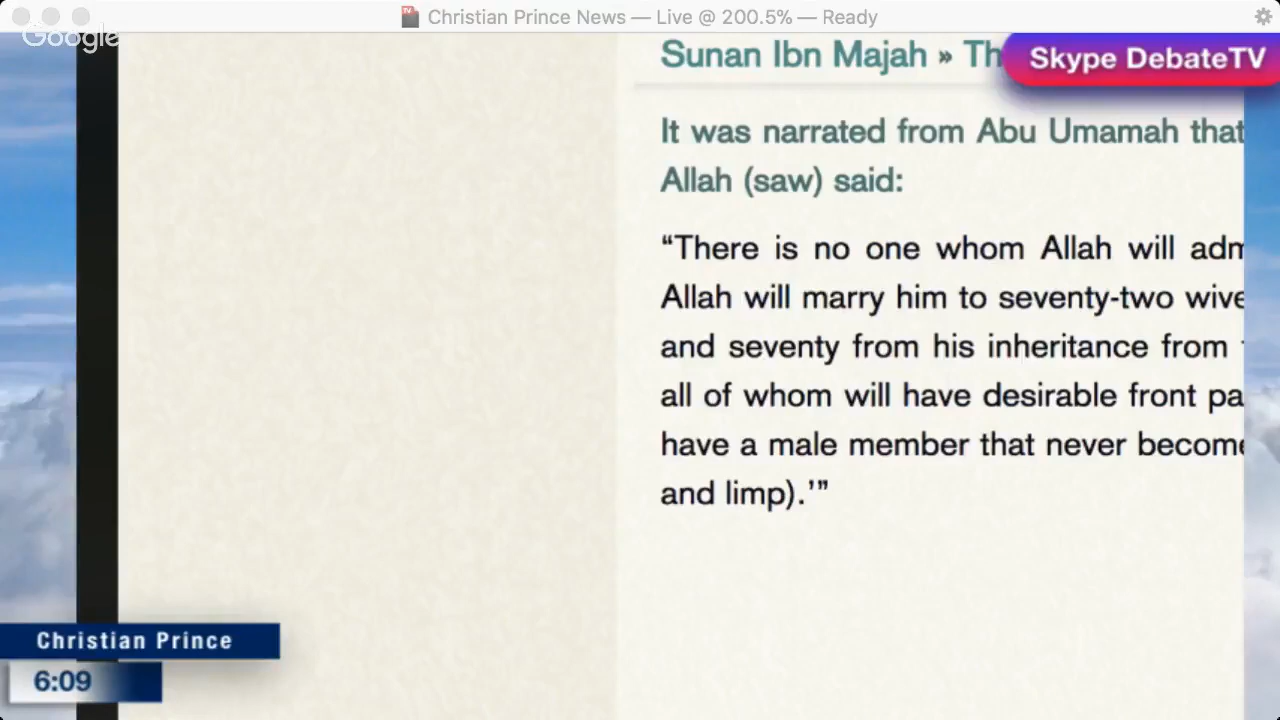 Christian Prince News — Live @ 200.5% — Ready
Google
Sunan Ibn Majah » Th
Skype DebateTV
It was narrated from Abu Umamah that
Allah (saw) said:
“There is no one whom Allah will adm
Allah will marry him to seventy-two wive
and seventy from his inheritance from
all of whom will have desirable front pa
have a male member that never become
and limp).’”
Christian Prince
6:09